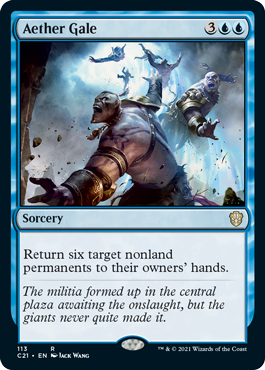 Aether Gale 3
Sorcery
Return six target nonland
permanents to their owners' hands.
The militia formed up in the central
plaza awaiting the onslaught, but the
giants never quite made it.
113 R
C21 • EN Jack Wang
™ & © 2021 Wizards of the Coast